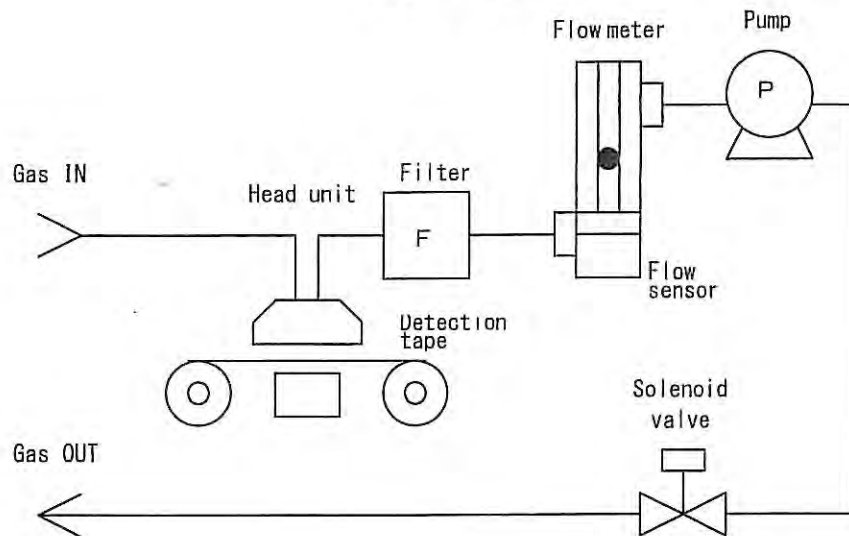 Pump
Flow meter
P
Gas IN
Head unit
Filter
F
Flow
sensor
Detection
tape
Solenoid
valve
Gas OUT